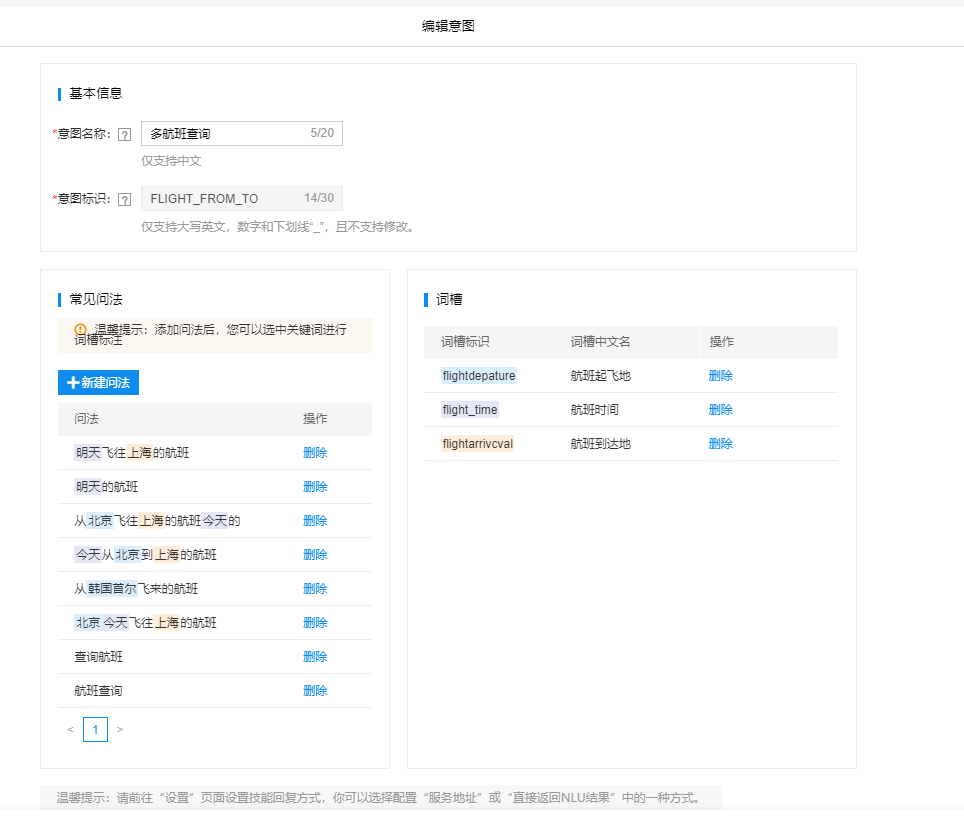 编辑意图
基本信息
*意图名称： ? 多航班查询 5/20
仅支持中文
*意图标识： ? FLIGHT_FROM_TO 14/30
仅支持大写英文，数字和下划线“_”，且不支持修改。
常见问法
温馨提示：添加问法后，您可以选中关键词进行
词槽标注
新建问法
问法 操作
明天飞往上海的航班 删除
明天的航班 删除
从北京飞往上海的航班今天的 删除
今天从北京到上海的航班 删除
从韩国首尔飞来的航班 删除
北京今天飞往上海的航班 删除
查询航班 删除
航班查询 删除
< 1 >
词槽
词槽标识 词槽中文名 操作
flightdepature 航班起飞地 删除
flight_time 航班时间 删除
flightarrivcval 航班到达地 删除
温馨提示：请前往“设置”页面设置技能回复方式，你可以选择配置“服务地址”或“直接返回NLU结果”中的一种方式。